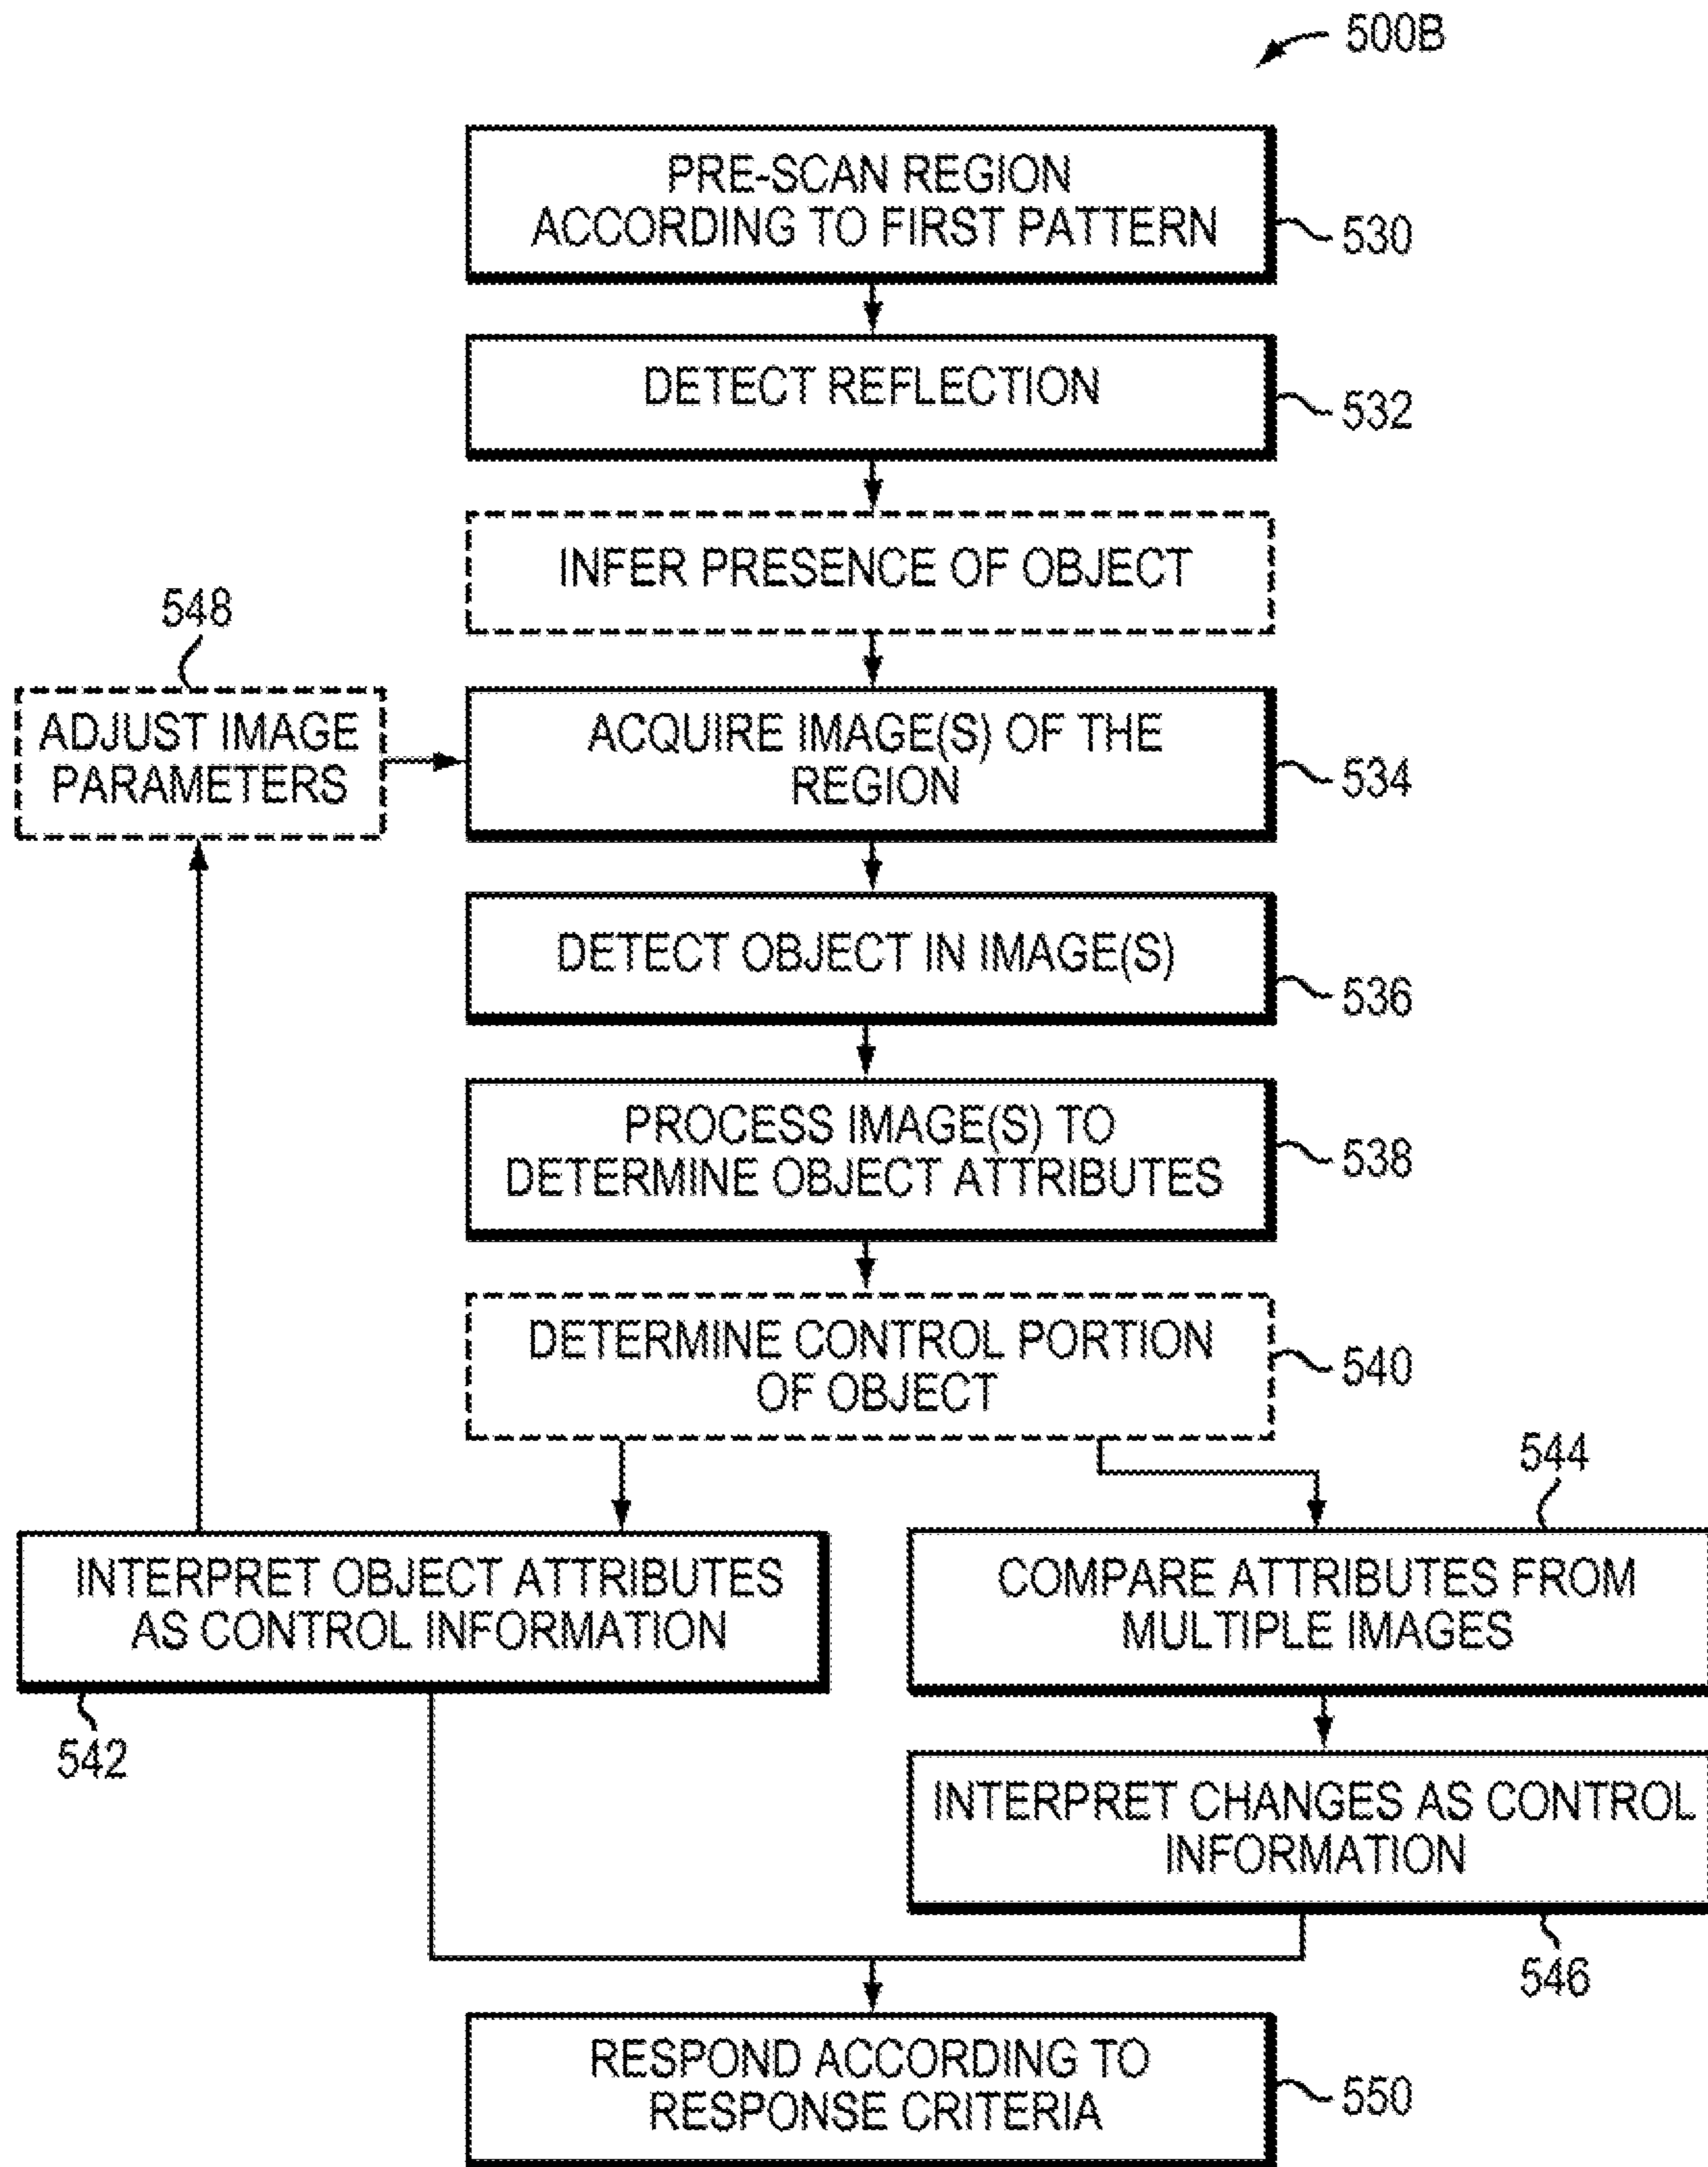 500B
PRE-SCAN REGION
ACCORDING TO FIRST PATTERN
530
DETECT REFLECTION
532
INFER PRESENCE OF OBJECT
548
ADJUST IMAGE
PARAMETERS
ACQUIRE IMAGE(S) OF THE
REGION
534
DETECT OBJECT IN IMAGE(S)
536
PROCESS IMAGE(S) TO
DETERMINE OBJECT ATTRIBUTES
538
DETERMINE CONTROL PORTION
OF OBJECT
540
544
INTERPRET OBJECT ATTRIBUTES
AS CONTROL INFORMATION
542
COMPARE ATTRIBUTES FROM
MULTIPLE IMAGES
INTERPRET CHANGES AS CONTROL
INFORMATION
546
RESPOND ACCORDING TO
RESPONSE CRITERIA
550